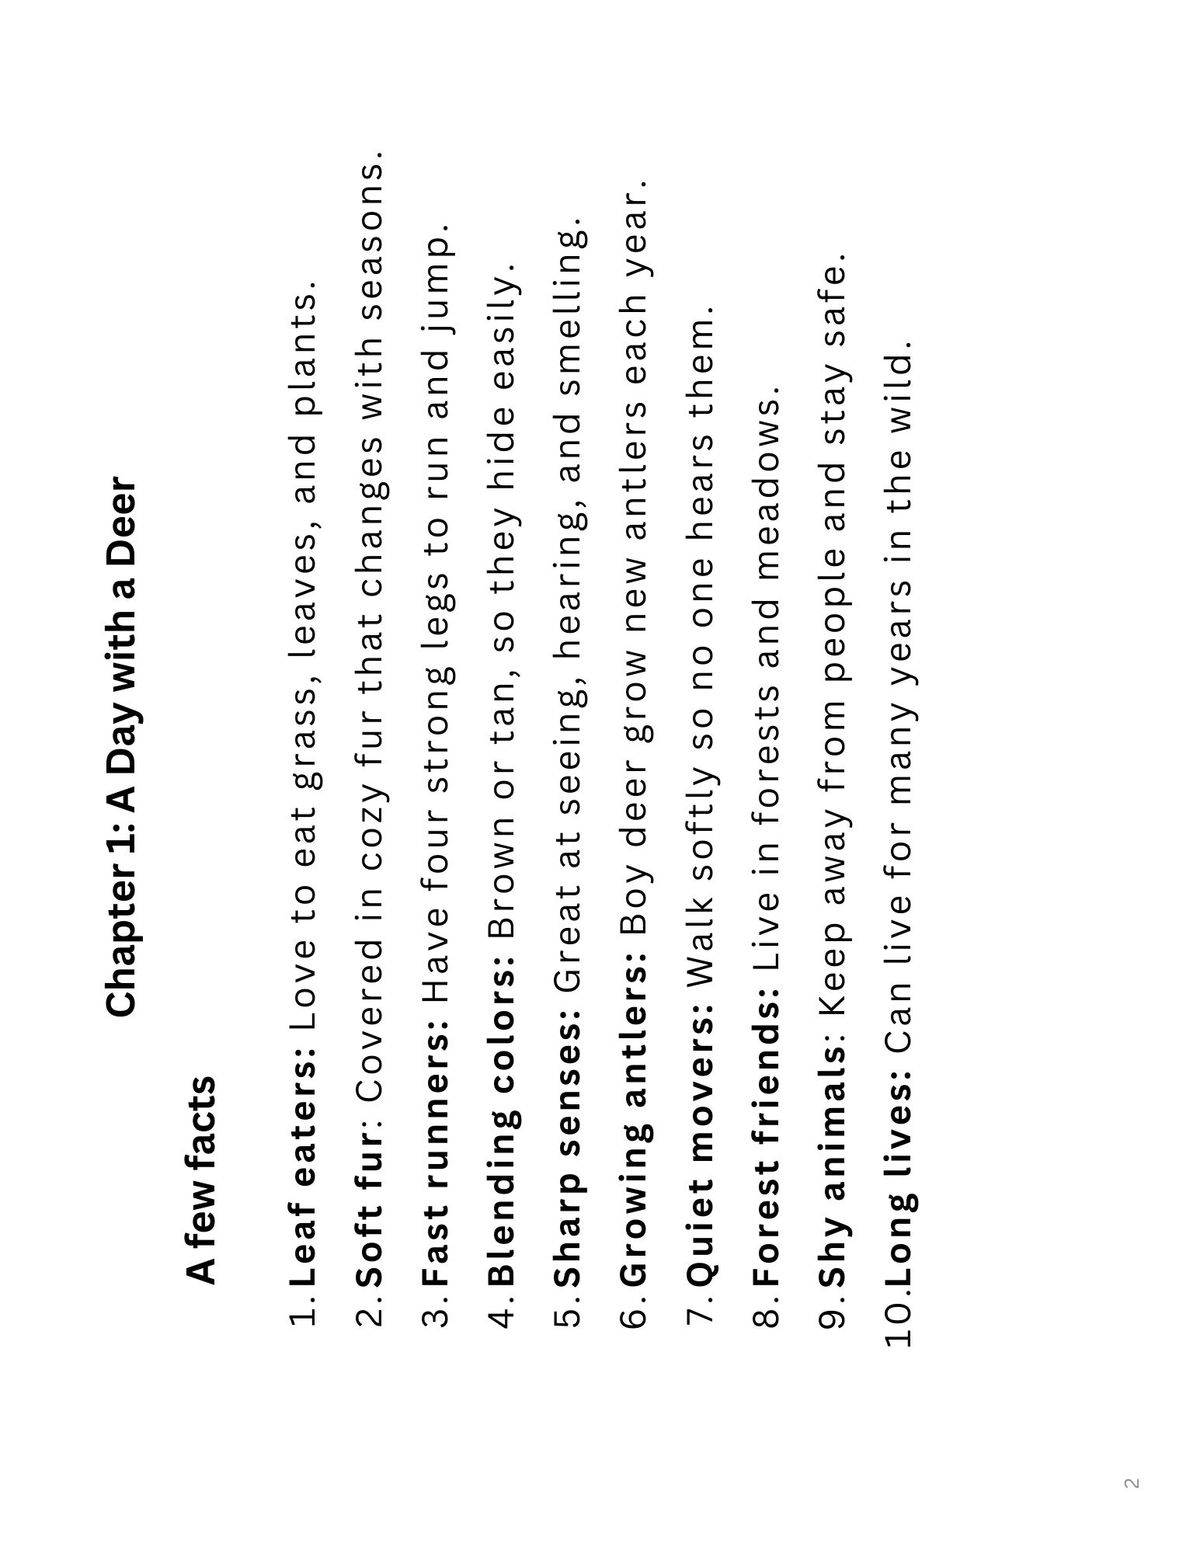 Chapter 1: A Day with a Deer
A few facts
1. Leaf eaters: Love to eat grass, leaves, and plants.
2. Soft fur: Covered in cozy fur that changes with seasons.
3. Fast runners: Have four strong legs to run and jump.
4. Blending colors: Brown or tan, so they hide easily.
5. Sharp senses: Great at seeing, hearing, and smelling.
6. Growing antlers: Boy deer grow new antlers each year.
7. Quiet movers: Walk softly so no one hears them.
8. Forest friends: Live in forests and meadows.
9. Shy animals: Keep away from people and stay safe.
10. Long lives: Can live for many years in the wild.
2